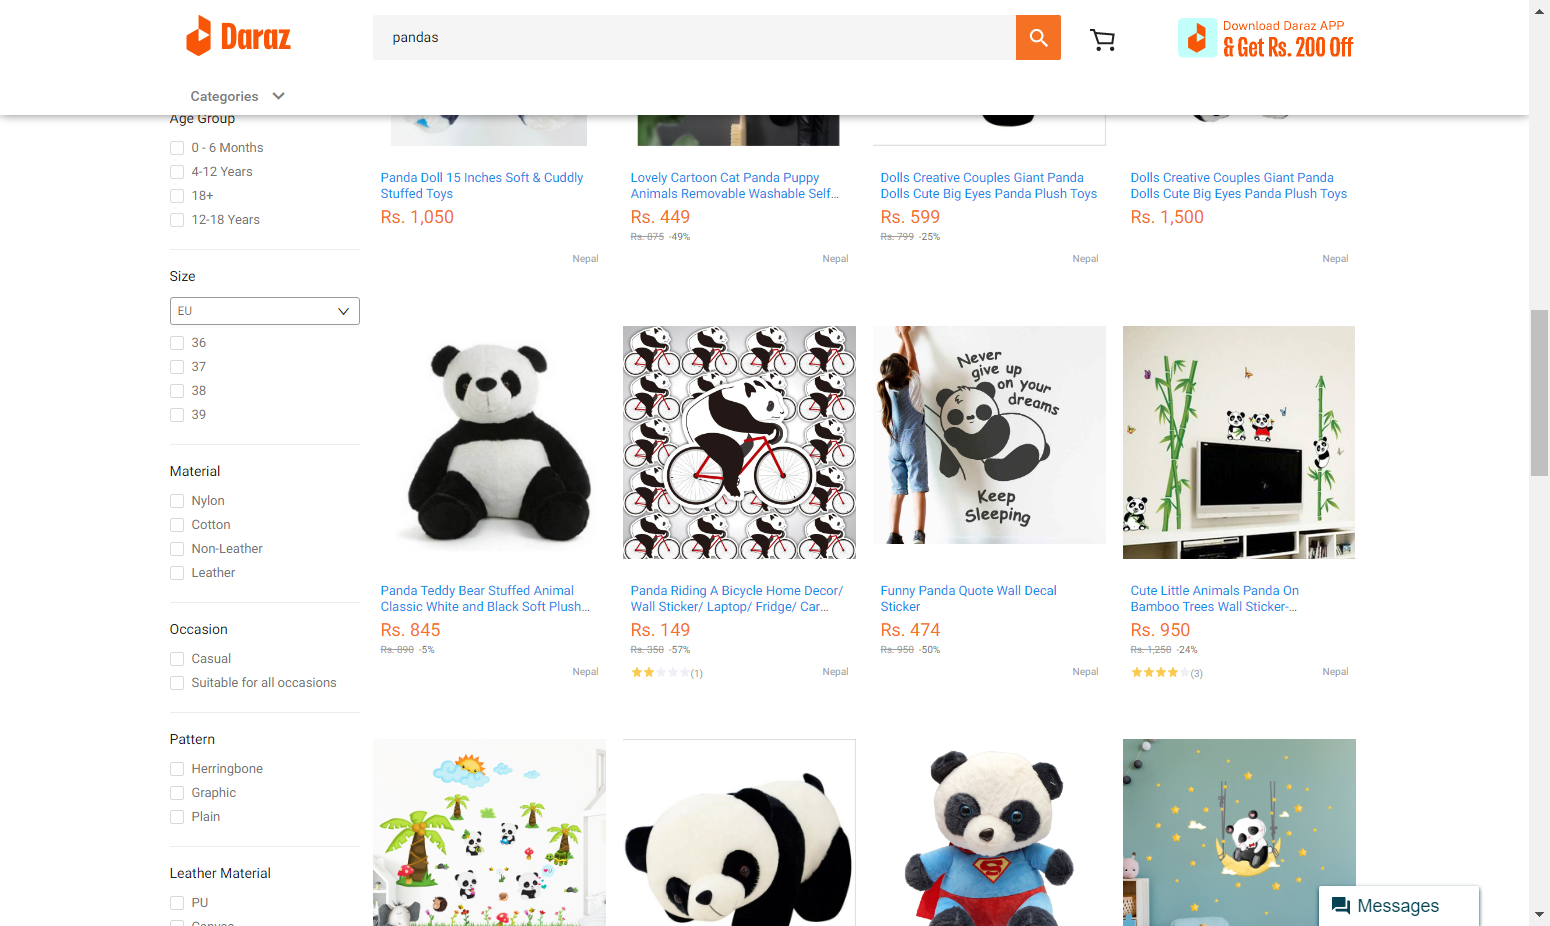 Daraz
pandas
Download Daraz APP
& Get Rs. 200 Off
Categories
Age Group
0 - 6 Months
4-12 Years
18+
12-18 Years
Size
EU
36
37
38
39
Material
Nylon
Cotton
Non-Leather
Leather
Occasion
Casual
Suitable for all occasions
Pattern
Herringbone
Graphic
Plain
Leather Material
PU
Canvas
Panda Doll 15 Inches Soft & Cuddly
Stuffed Toys
Rs. 1,050
Nepal
Lovely Cartoon Cat Panda Puppy
Animals Removable Washable Self...
Rs. 449
Rs. 875 -49%
Nepal
Dolls Creative Couples Giant Panda
Dolls Cute Big Eyes Panda Plush Toys
Rs. 599
Rs. 799 -25%
Nepal
Dolls Creative Couples Giant Panda
Dolls Cute Big Eyes Panda Plush Toys
Rs. 1,500
Nepal
Panda Teddy Bear Stuffed Animal
Classic White and Black Soft Plush...
Rs. 845
Rs. 890 -5%
Nepal
Panda Riding A Bicycle Home Decor/
Wall Sticker/ Laptop/ Fridge/ Car...
Rs. 149
Rs. 350 -57%
(1)
Nepal
Never
give up
on your
dreams
Keep
Sleeping
Funny Panda Quote Wall Decal
Sticker
Rs. 474
Rs. 950 -50%
Nepal
Cute Little Animals Panda On
Bamboo Trees Wall Sticker-...
Rs. 950
Rs. 1,250 -24%
(3)
Nepal
S
Messages